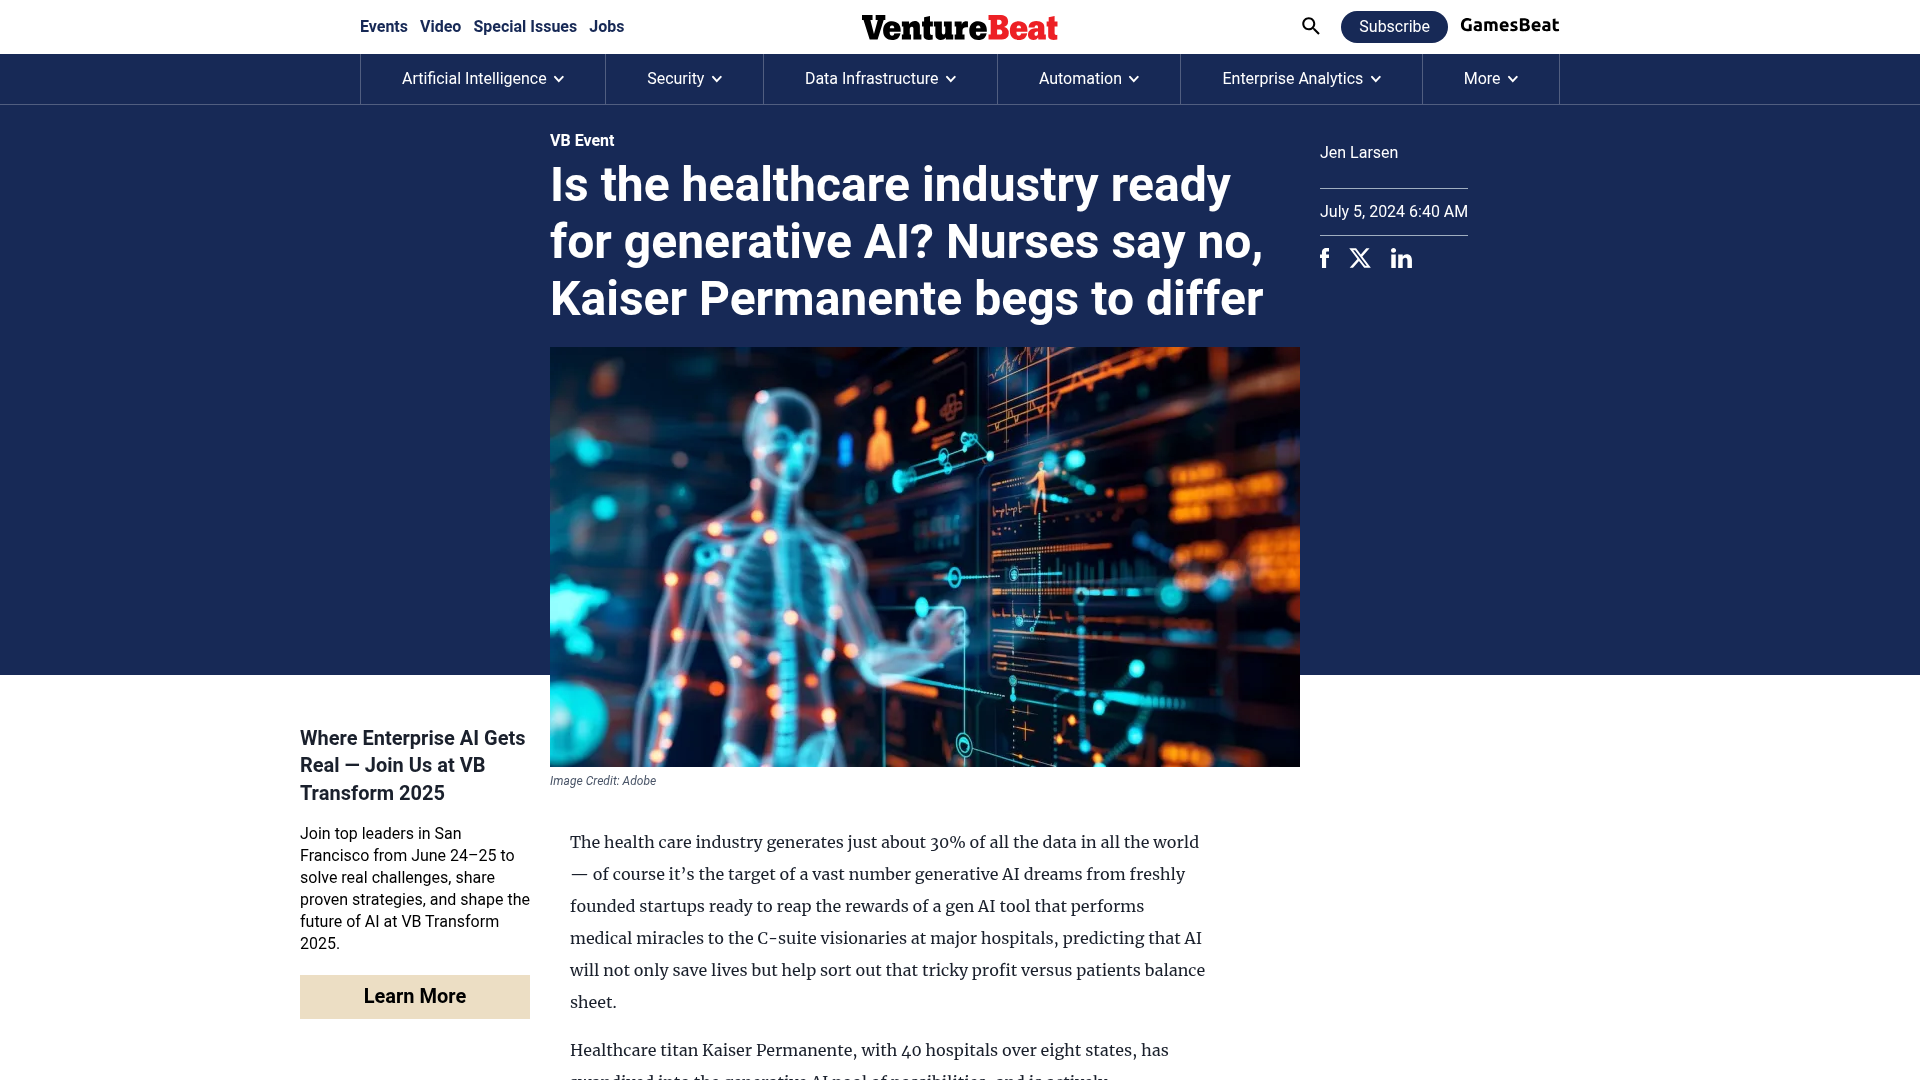 Events Video Special Issues Jobs
VentureBeat
Subscribe
GamesBeat
Artificial Intelligence
Security
Data Infrastructure
Automation
Enterprise Analytics
More
VB Event
Is the healthcare industry ready
for generative AI? Nurses say no,
Kaiser Permanente begs to differ
Jen Larsen
July 5, 2024 6:40 AM
Image Credit: Adobe
Where Enterprise AI Gets
Real — Join Us at VB
Transform 2025
Join top leaders in San
Francisco from June 24–25 to
solve real challenges, share
proven strategies, and shape the
future of AI at VB Transform
2025.
Learn More
The health care industry generates just about 30% of all the data in all the world
— of course it’s the target of a vast number generative AI dreams from freshly
founded startups ready to reap the rewards of a gen AI tool that performs
medical miracles to the C-suite visionaries at major hospitals, predicting that AI
will not only save lives but help sort out that tricky profit versus patients balance
sheet.
Healthcare titan Kaiser Permanente, with 40 hospitals over eight states, has